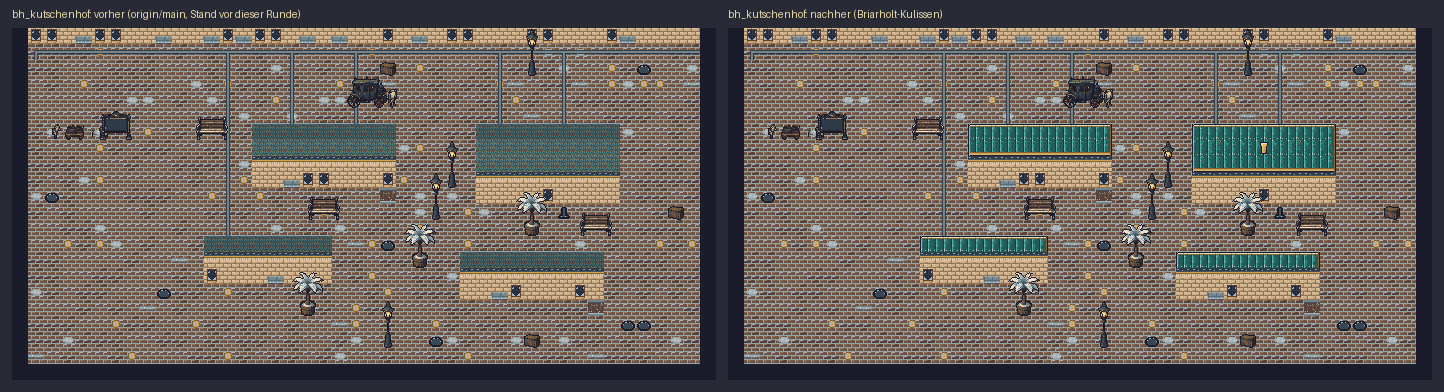 bh_kutschenhof: vorher (origin/main, Stand vor dieser Runde)
bh_kutschenhof: nachher (Briarholt-Kulissen)